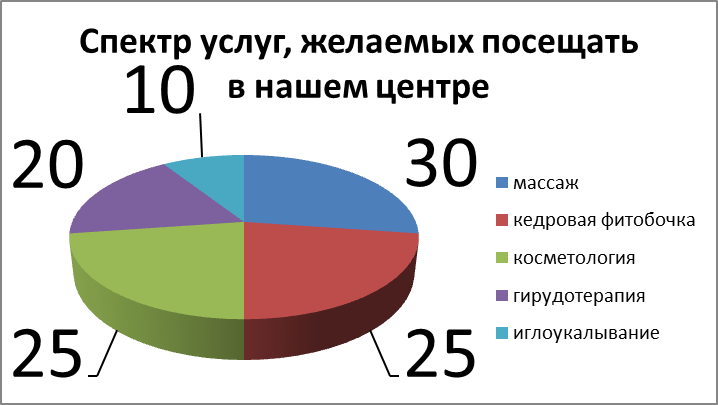 Спектр услуг, желаемых посещать
в нашем центре
10
20
30
25
25
массаж
кедровая фитобочка
косметология
гирудотерапия
иглоукалывание